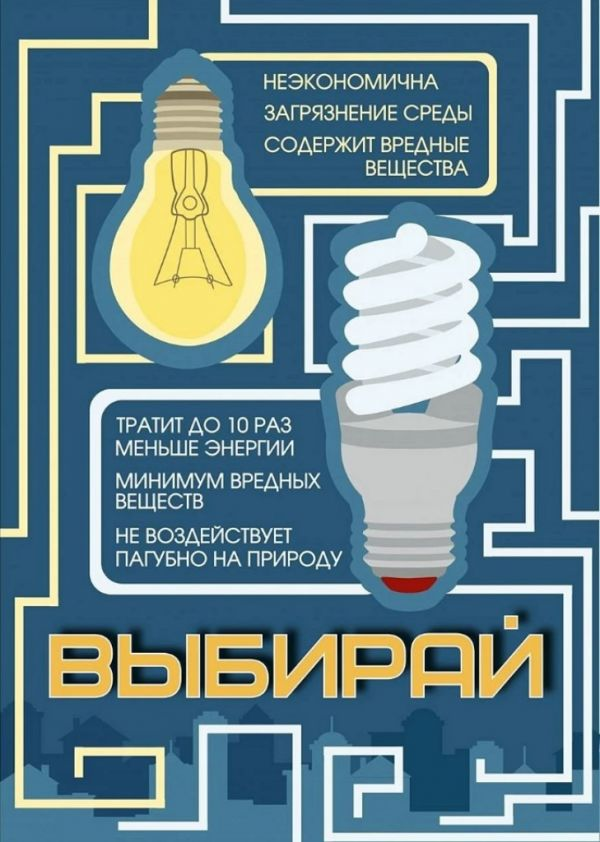 НЕЭКОНОМИЧНА
ЗАГРЯЗНЕНИЕ СРЕДЫ
СОДЕРЖИТ ВРЕДНЫЕ
ВЕЩЕСТВА
ТРАТИТ ДО 10 РАЗ
МЕНЬШЕ ЭНЕРГИИ
МИНИМУМ ВРЕДНЫХ
ВЕЩЕСТВ
НЕ ВОЗДЕЙСТВУЕТ
ПАГУБНО НА ПРИРОДУ
ВЫБИРАЙ